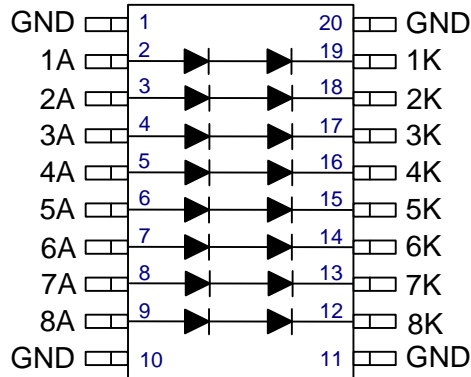 GND 1 20 GND
1A 2 19 1K
2A 3 18 2K
3A 4 17 3K
4A 5 16 4K
5A 6 15 5K
6A 7 14 6K
7A 8 13 7K
8A 9 12 8K
GND 10 11 GND